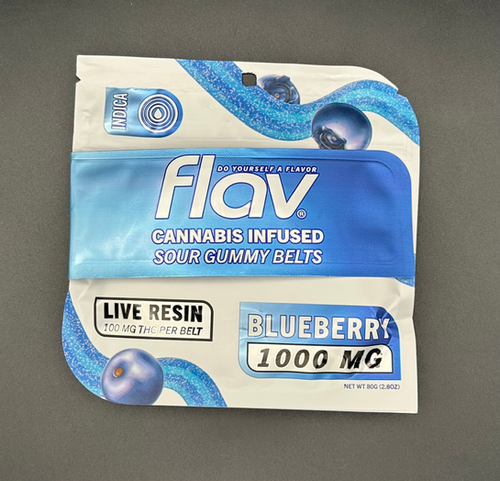 INDICA
DO YOURSELF A FLAVOR
flav®
CANNABIS INFUSED
SOUR GUMMY BELTS
LIVE RESIN
100 MG THC PER BELT
BLUEBERRY
1000 MG
NET WT 80G (2.8OZ)